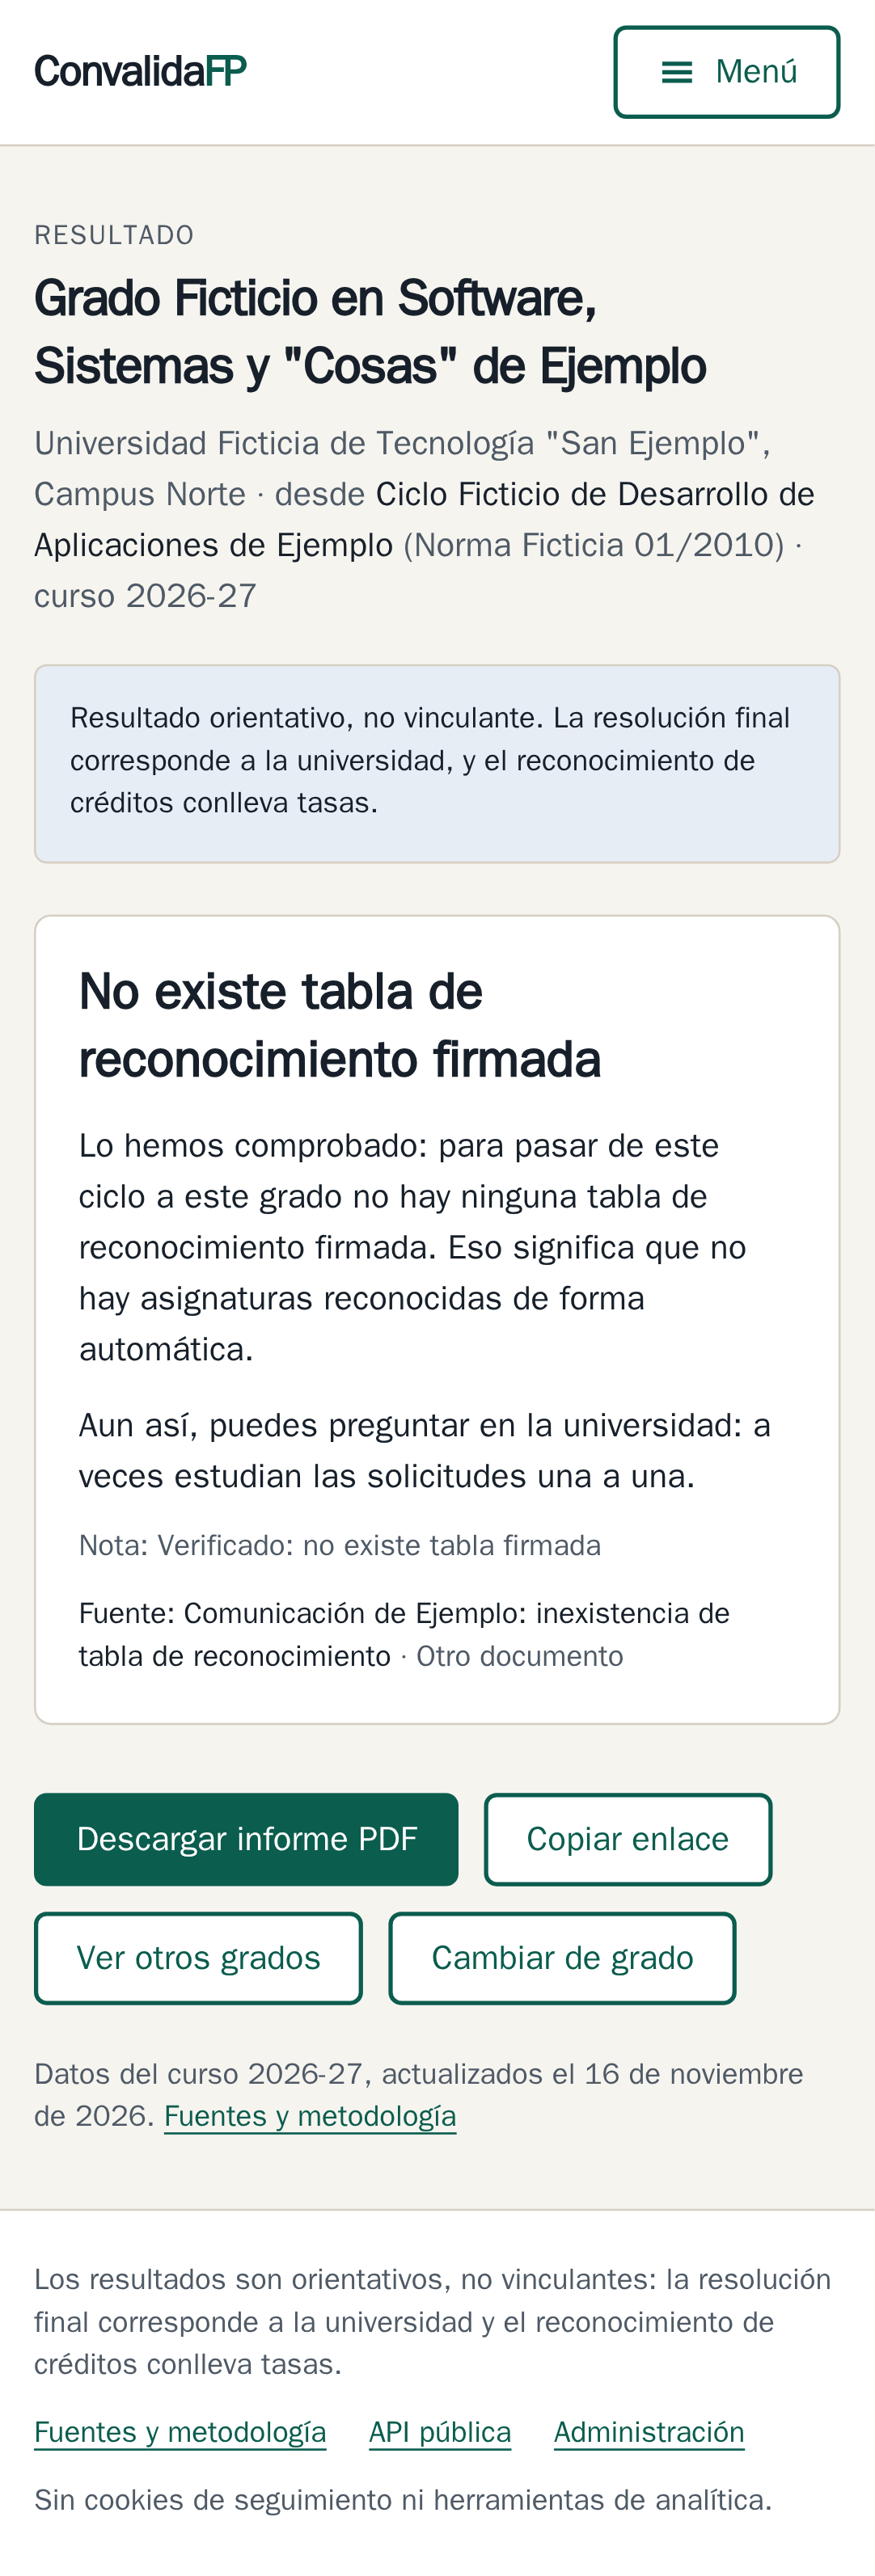 ConvalidaFP
Menú
RESULTADO
Grado Ficticio en Software,
Sistemas y "Cosas" de Ejemplo
Universidad Ficticia de Tecnología "San Ejemplo",
Campus Norte · desde Ciclo Ficticio de Desarrollo de
Aplicaciones de Ejemplo (Norma Ficticia 01/2010) ·
curso 2026-27
Resultado orientativo, no vinculante. La resolución final
corresponde a la universidad, y el reconocimiento de
créditos conlleva tasas.
No existe tabla de
reconocimiento firmada
Lo hemos comprobado: para pasar de este
ciclo a este grado no hay ninguna tabla de
reconocimiento firmada. Eso significa que no
hay asignaturas reconocidas de forma
automática.
Aun así, puedes preguntar en la universidad: a
veces estudian las solicitudes una a una.
Nota: Verificado: no existe tabla firmada
Fuente: Comunicación de Ejemplo: inexistencia de
tabla de reconocimiento · Otro documento
Descargar informe PDF
Copiar enlace
Ver otros grados
Cambiar de grado
Datos del curso 2026-27, actualizados el 16 de noviembre
de 2026. Fuentes y metodología
Los resultados son orientativos, no vinculantes: la resolución
final corresponde a la universidad y el reconocimiento de
créditos conlleva tasas.
Fuentes y metodología API pública Administración
Sin cookies de seguimiento ni herramientas de analítica.